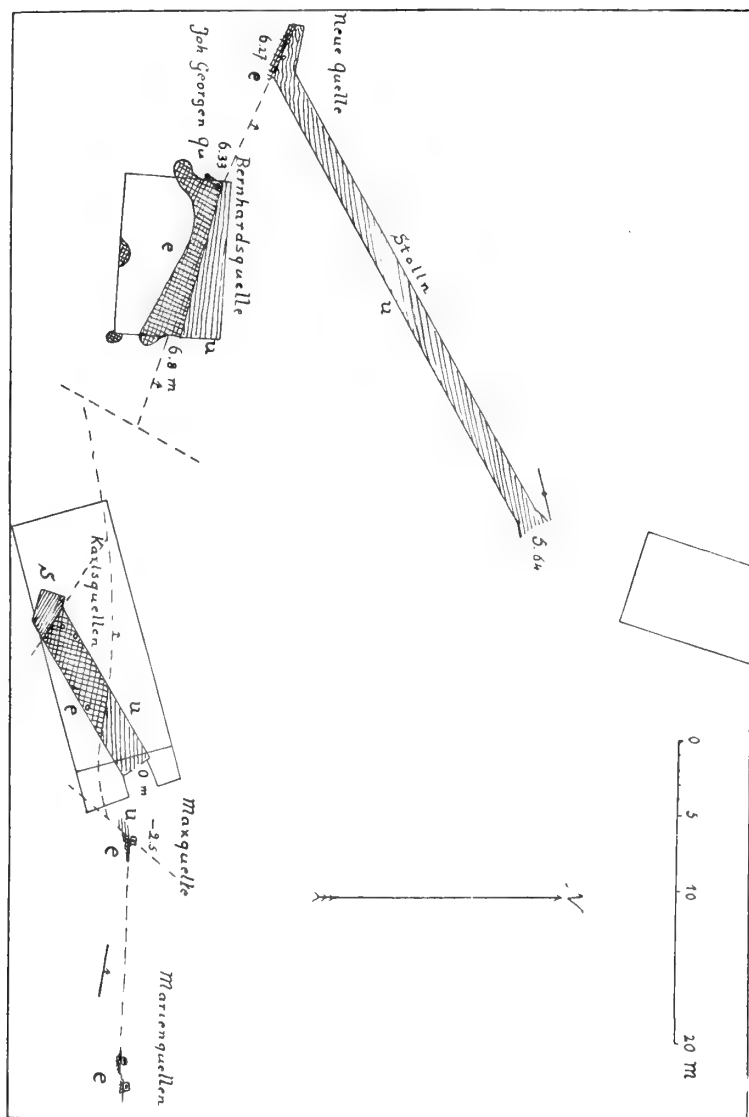 Neue Quelle
6.27
e
Joh Georgen Qu
6.33
Bernhardsquelle
e
u
6.8 m
Stolln
u
5.64
Karlsquellen
S
u
e
0 m
Maxquelle
u
-2.51
e
Marienquellen
e
N
0
5
10
20 m